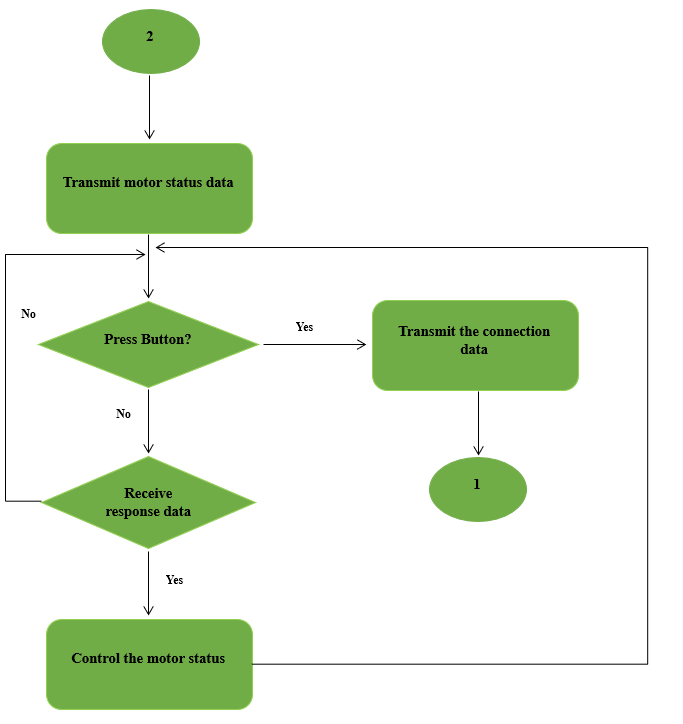 2
Transmit motor status data
No
Press Button?
Yes
Transmit the connection
data
No
Receive
response data
1
Yes
Control the motor status